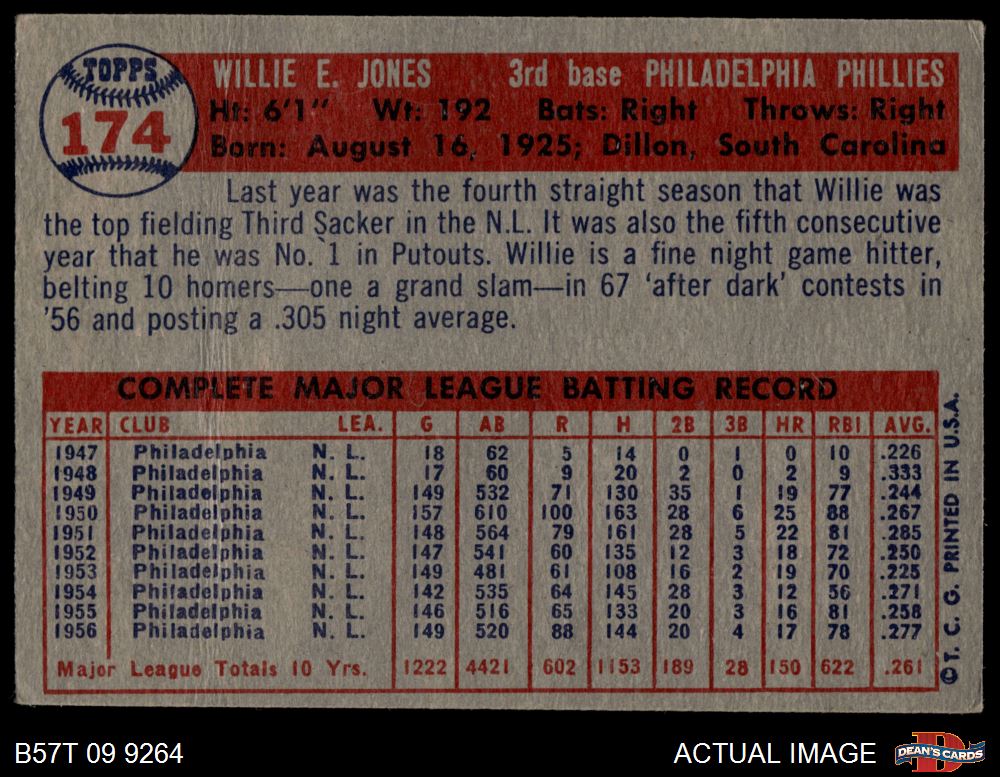 TOPPS
174
WILLIE E. JONES 3rd base PHILADELPHIA PHILLIES
Ht: 6'1" Wt: 192 Bats: Right Throws: Right
Born: August 16, 1925; Dillon, South Carolina
Last year was the fourth straight season that Willie was
the top fielding Third Sacker in the N.L. It was also the fifth consecutive
year that he was No. 1 in Putouts. Willie is a fine night game hitter,
belting 10 homers—one a grand slam—in 67 'after dark' contests in
'56 and posting a .305 night average.
COMPLETE MAJOR LEAGUE BATTING RECORD
YEAR CLUB LEA. G AB R H 2B 3B HR RBI AVG.
1947 Philadelphia N. L. 18 62 5 14 0 1 0 10 .226
1948 Philadelphia N. L. 17 60 9 20 2 0 2 9 .333
1949 Philadelphia N. L. 149 532 71 130 35 1 19 77 .244
1950 Philadelphia N. L. 157 610 100 163 28 6 25 88 .267
1951 Philadelphia N. L. 148 564 79 161 28 5 22 81 .285
1952 Philadelphia N. L. 147 541 60 135 12 3 18 72 .250
1953 Philadelphia N. L. 149 481 61 108 16 2 19 70 .225
1954 Philadelphia N. L. 142 535 64 145 28 3 12 56 .271
1955 Philadelphia N. L. 146 516 65 133 20 3 16 81 .258
1956 Philadelphia N. L. 149 520 88 144 20 4 17 78 .277
Major League Totals 10 Yrs. 1222 4421 602 1153 189 28 150 622 .261
©T. C. G. PRINTED IN U.S.A.
B57T 09 9264
ACTUAL IMAGE
DEAN'S CARDS